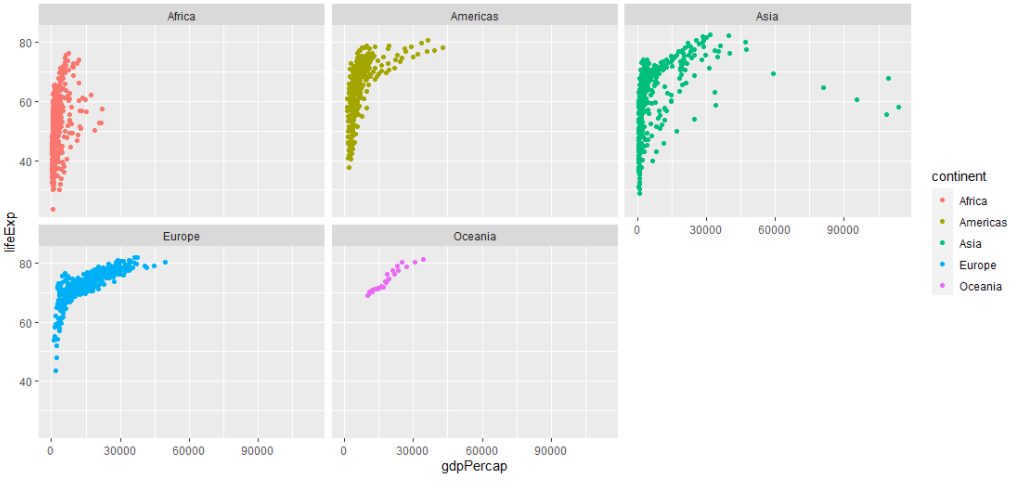 Africa
Americas
Asia
80
60
40
0
30000
60000
90000
Europe
Oceania
80
60
40
0
30000
60000
90000
0
30000
60000
90000
gdpPercap
lifeExp
continent
Africa
Americas
Asia
Europe
Oceania